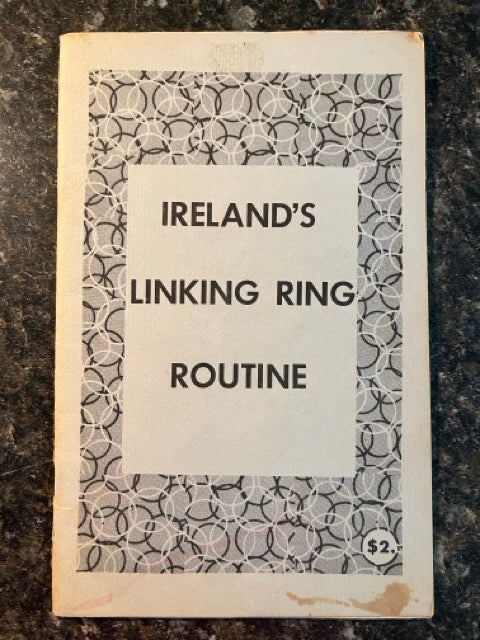 IRELAND'S
LINKING RING
ROUTINE
$2.